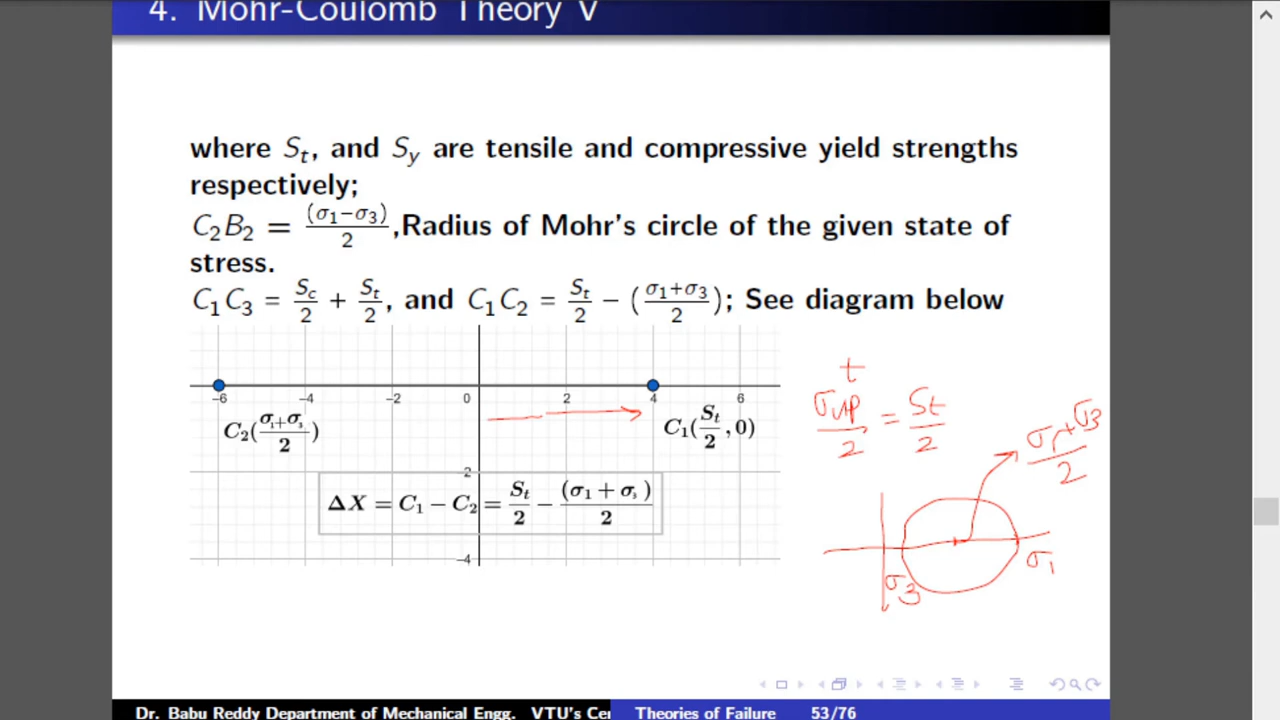 4. Mohr-Coulomb Theory V
where S_t, and S_y are tensile and compressive yield strengths
respectively;
C_2B_2 = (σ_1−σ_3)/2 ,Radius of Mohr's circle of the given state of
stress.
C_1C_3 = S_c/2 + S_t/2, and C_1C_2 = S_t/2 − (σ_1+σ_3/2); See diagram below
−6 −4 −2 0 2 4 6
C_2(σ_1+σ_3/2)
C_1(S_t/2, 0)
−2
ΔX = C_1 − C_2 = S_t/2 − (σ_1+σ_3)/2
−4
t
σ_yp/2 = S_t/2
σ_1+σ_3/2
σ_1
σ_3
Dr. Babu Reddy Department of Mechanical Engg. VTU's Cen Theories of Failure 53/76